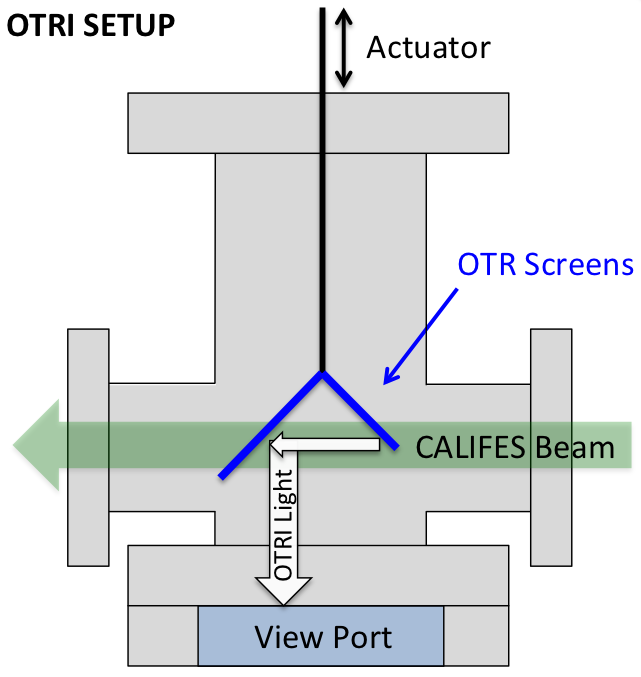 OTRI SETUP
Actuator
OTR Screens
CALIFES Beam
OTRI Light
View Port